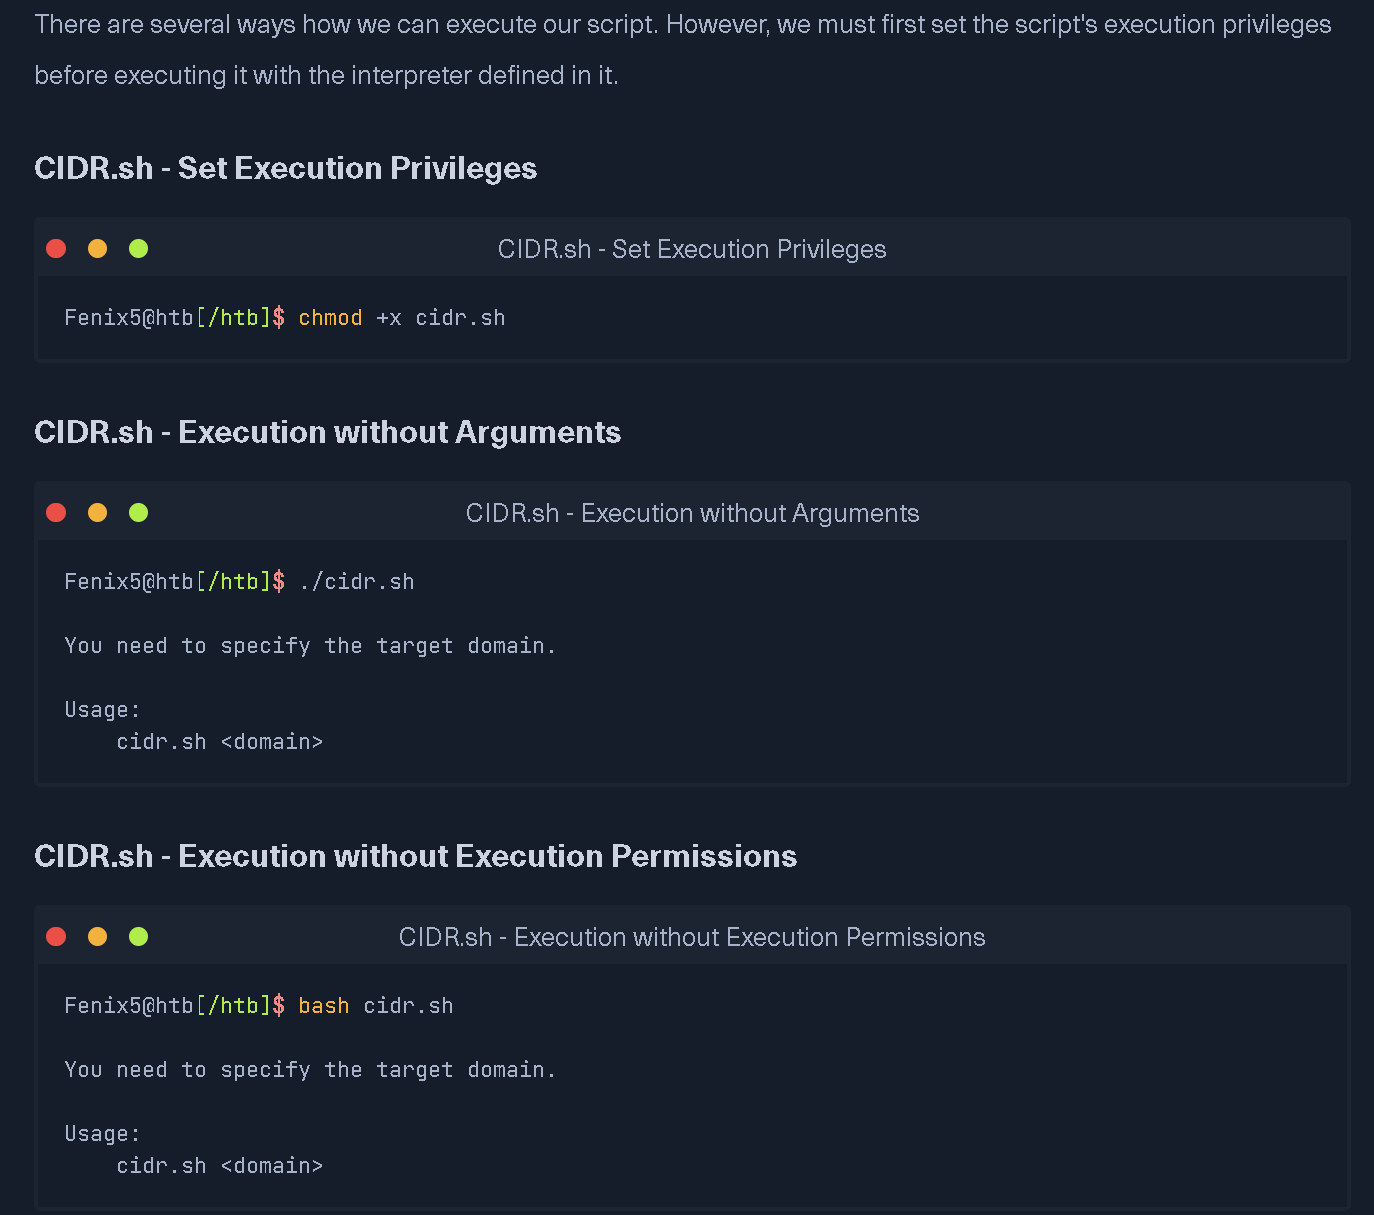 There are several ways how we can execute our script. However, we must first set the script's execution privileges
before executing it with the interpreter defined in it.
CIDR.sh - Set Execution Privileges
CIDR.sh - Set Execution Privileges
Fenix5@htb[/htb]$ chmod +x cidr.sh
CIDR.sh - Execution without Arguments
CIDR.sh - Execution without Arguments
Fenix5@htb[/htb]$ ./cidr.sh
You need to specify the target domain.
Usage:
    cidr.sh <domain>
CIDR.sh - Execution without Execution Permissions
CIDR.sh - Execution without Execution Permissions
Fenix5@htb[/htb]$ bash cidr.sh
You need to specify the target domain.
Usage:
    cidr.sh <domain>